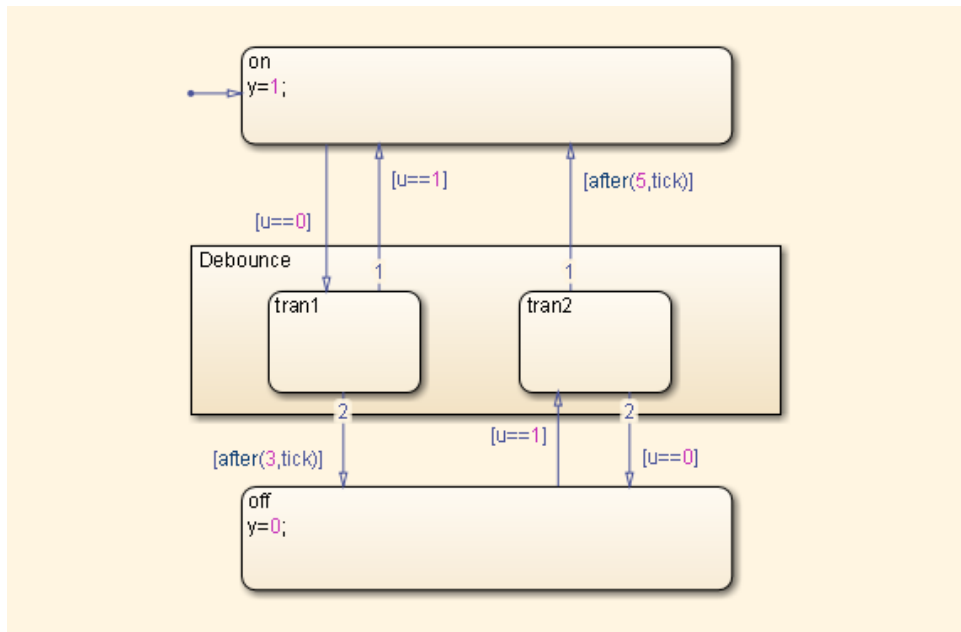 on
y=1;
[u==1]
[after(5,tick)]
[u==0]
Debounce
1
1
tran1
tran2
2
2
[u==1]
[after(3,tick)]
[u==0]
off
y=0;